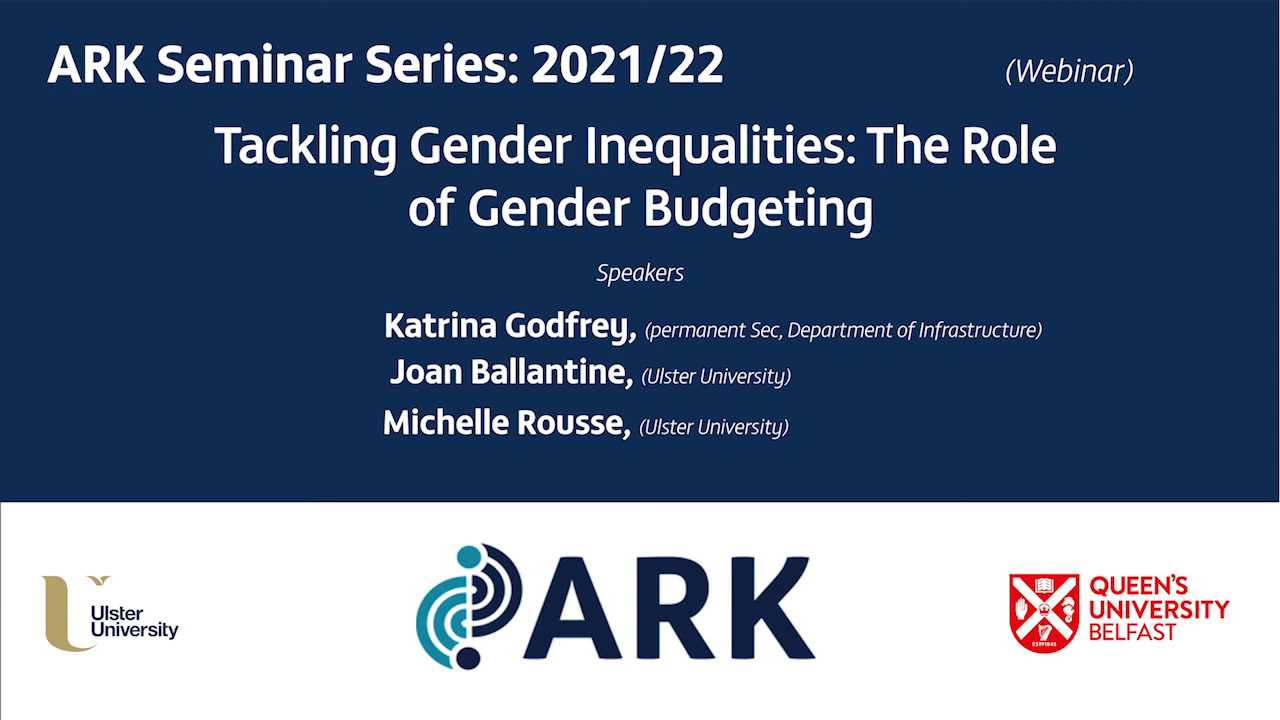 ARK Seminar Series: 2021/22
(Webinar)
Tackling Gender Inequalities: The Role
of Gender Budgeting
Speakers
Katrina Godfrey, (permanent Sec, Department of Infrastructure)
Joan Ballantine, (Ulster University)
Michelle Rousse, (Ulster University)
Ulster
University
ARK
QUEEN'S
UNIVERSITY
BELFAST
ESTD1845